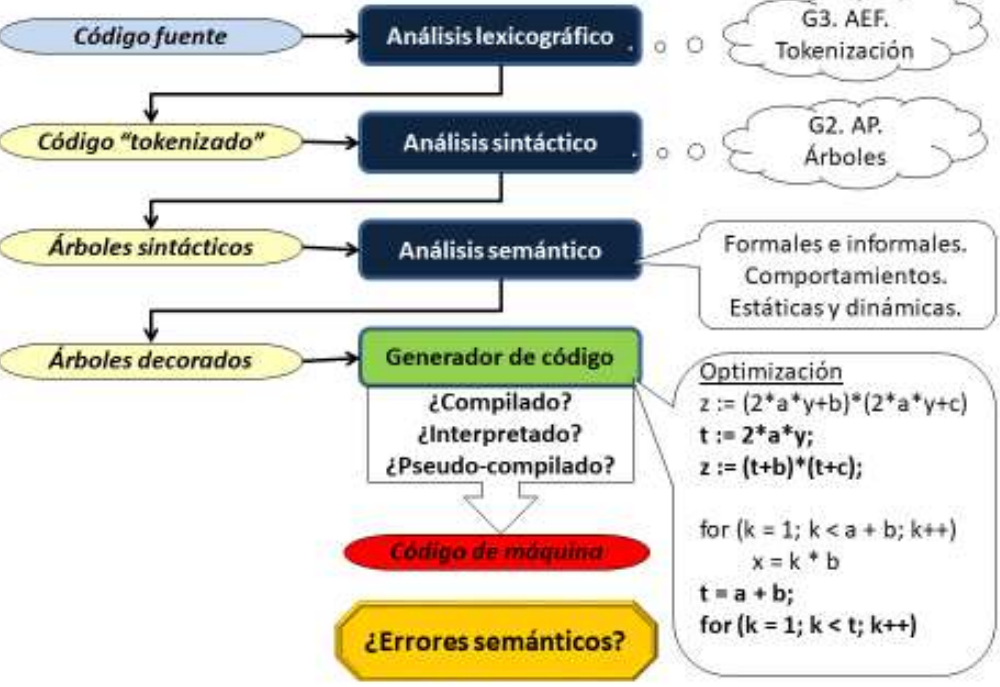 Código fuente
Análisis lexicográfico
G3. AEF.
Tokenización
Código "tokenizado"
Análisis sintáctico
G2. AP.
Árboles
Árboles sintácticos
Análisis semántico
Formales e informales.
Comportamientos.
Estáticas y dinámicas.
Árboles decorados
Generador de código
¿Compilado?
¿Interpretado?
¿Pseudo-compilado?
Optimización
z := (2*a*y+b)*(2*a*y+c)
t := 2*a*y;
z := (t+b)*(t+c);
for (k = 1; k < a + b; k++)
x = k * b
t = a + b;
for (k = 1; k < t; k++)
Código de máquina
¿Errores semánticos?